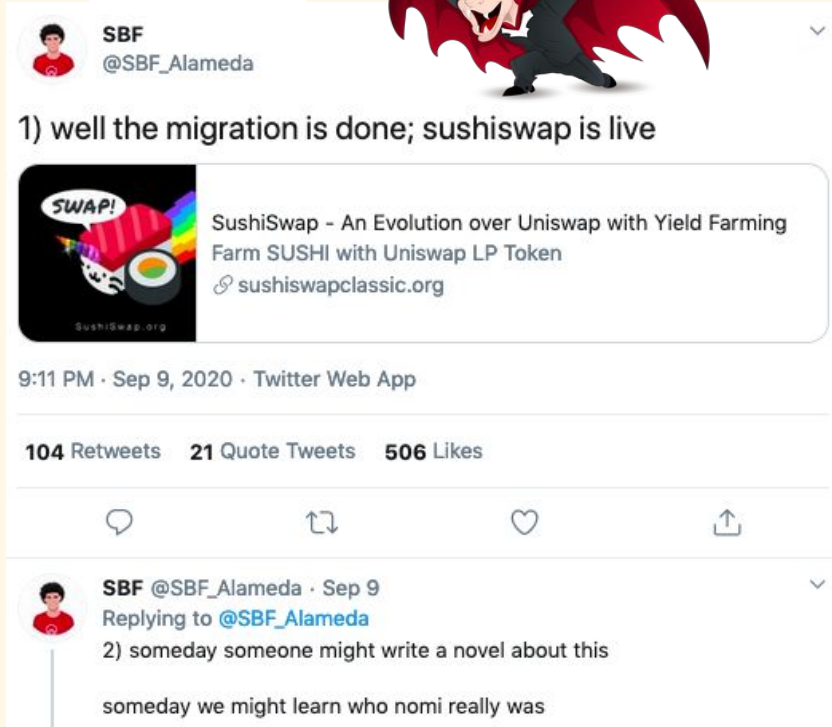 SBF
@SBF_Alameda
1) well the migration is done; sushiswap is live
SWAP!
SushiSwap.org
SushiSwap - An Evolution over Uniswap with Yield Farming
Farm SUSHI with Uniswap LP Token
sushiswapclassic.org
9:11 PM · Sep 9, 2020 · Twitter Web App
104 Retweets 21 Quote Tweets 506 Likes
SBF @SBF_Alameda · Sep 9
Replying to @SBF_Alameda
2) someday someone might write a novel about this
someday we might learn who nomi really was